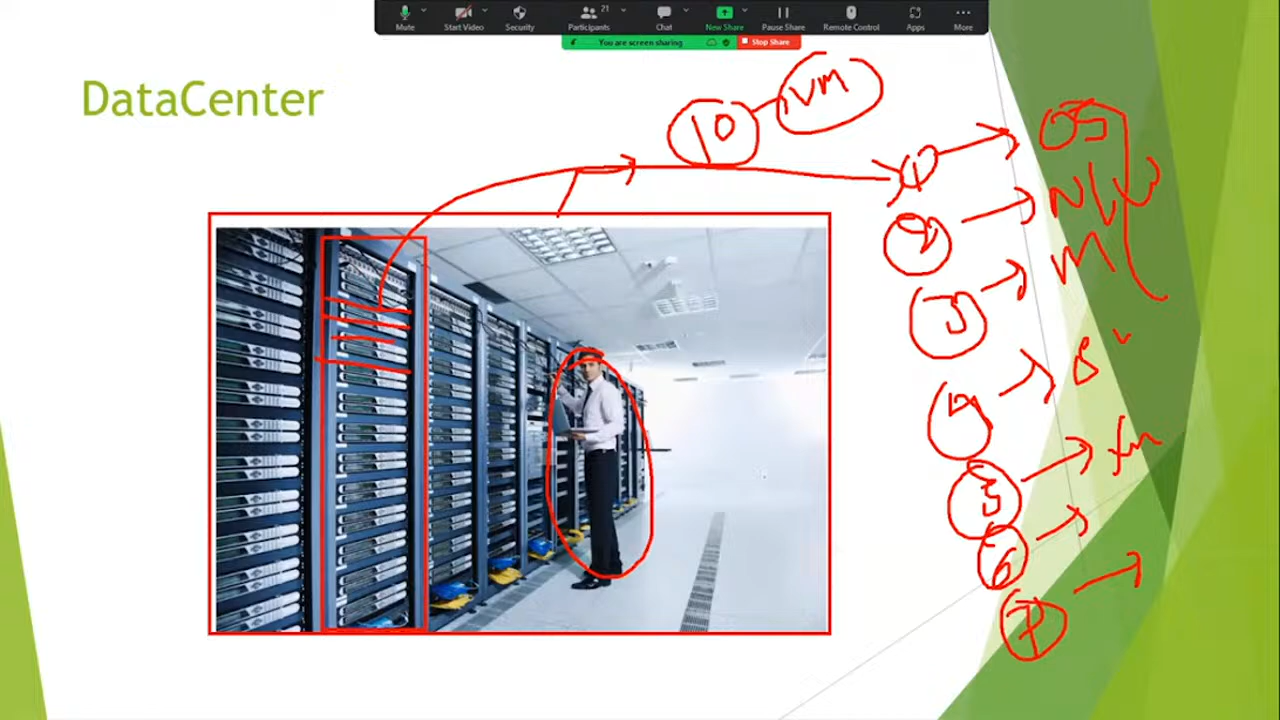 Mute
Start Video
Security
Participants
21
Chat
New Share
Pause Share
Remote Control
Apps
More
You are screen sharing
Stop Share
DataCenter
10
VM
1
OS
2
N/w
3
M
4
5
6
7